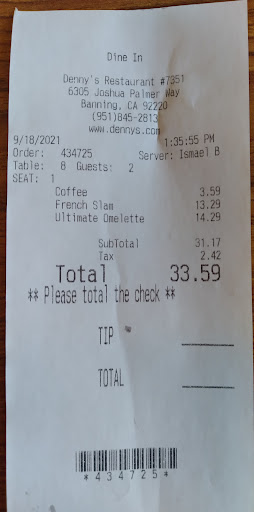 Dine In
Denny's Restaurant #7351
6305 Joshua Palmer Way
Banning, CA 92220
(951)845-2813
www.dennys.com
9/18/2021 1:35:55 PM
Order: 434725 Server: Ismael B
Table: 8 Guests: 2
SEAT: 1
Coffee 3.59
French Slam 13.29
Ultimate Omelette 14.29
SubTotal 31.17
Tax 2.42
Total 33.59
** Please total the check **
TIP
TOTAL
*434725*